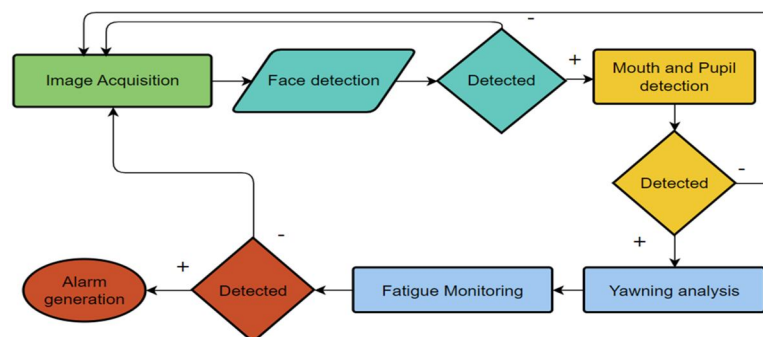 -
Image Acquisition
Face detection
Detected
+
Mouth and Pupil
detection
Detected
-
+
-
+
Alarm
generation
Detected
Fatigue Monitoring
Yawning analysis